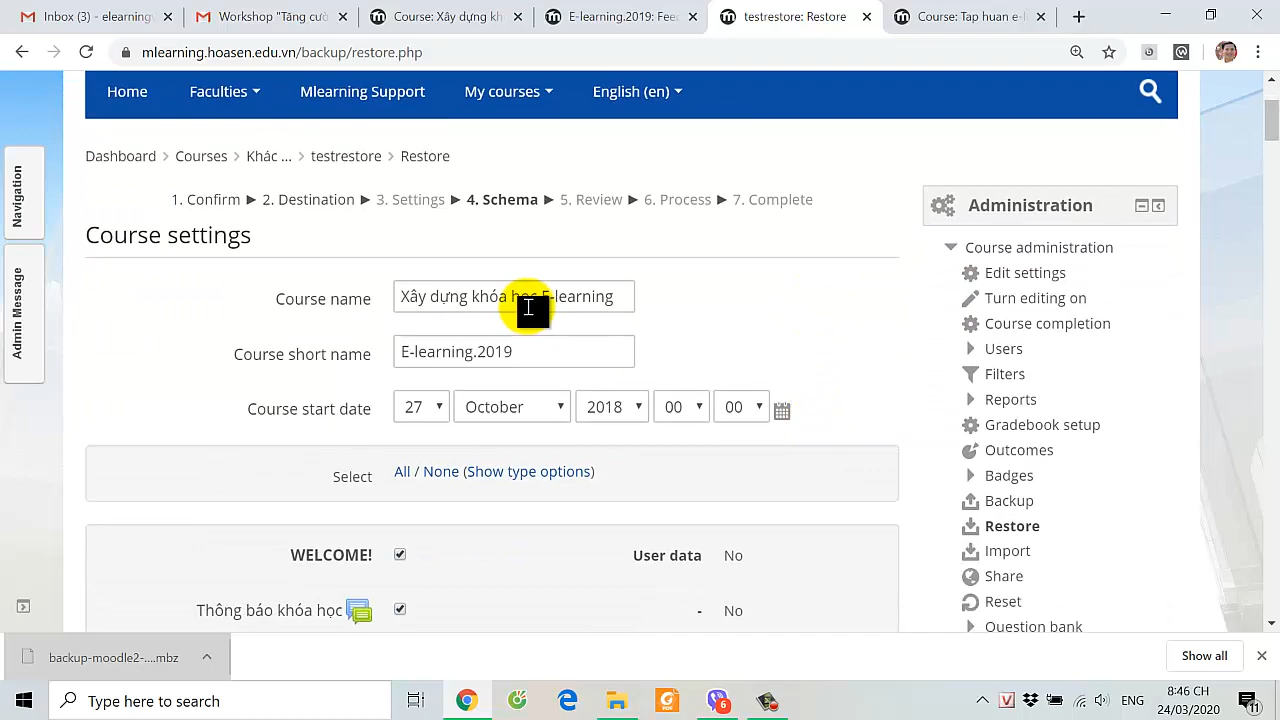 Inbox (3) - elearning
Workshop "Tăng cườ
Course: Xây dựng kh
E-learning.2019: Feed
testrestore: Restore
Course: Tap huan e-l
mlearning.hoasen.edu.vn/backup/restore.php
Home Faculties Mlearning Support My courses English (en)
Dashboard Courses Khác ... testrestore Restore
1. Confirm ► 2. Destination ► 3. Settings ► 4. Schema ► 5. Review ► 6. Process ► 7. Complete
Course settings
Course name Xây dựng khóa học E-learning
Course short name E-learning.2019
Course start date 27 October 2018 00 00
Select All / None (Show type options)
WELCOME! User data No
Thông báo khóa học - No
Navigation
Admin Message
Administration
Course administration
Edit settings
Turn editing on
Course completion
Users
Filters
Reports
Gradebook setup
Outcomes
Badges
Backup
Restore
Import
Share
Reset
Question bank
backup-moodle2-....mbz
Show all
Type here to search
6
ENG
8:46 CH
24/03/2020
11